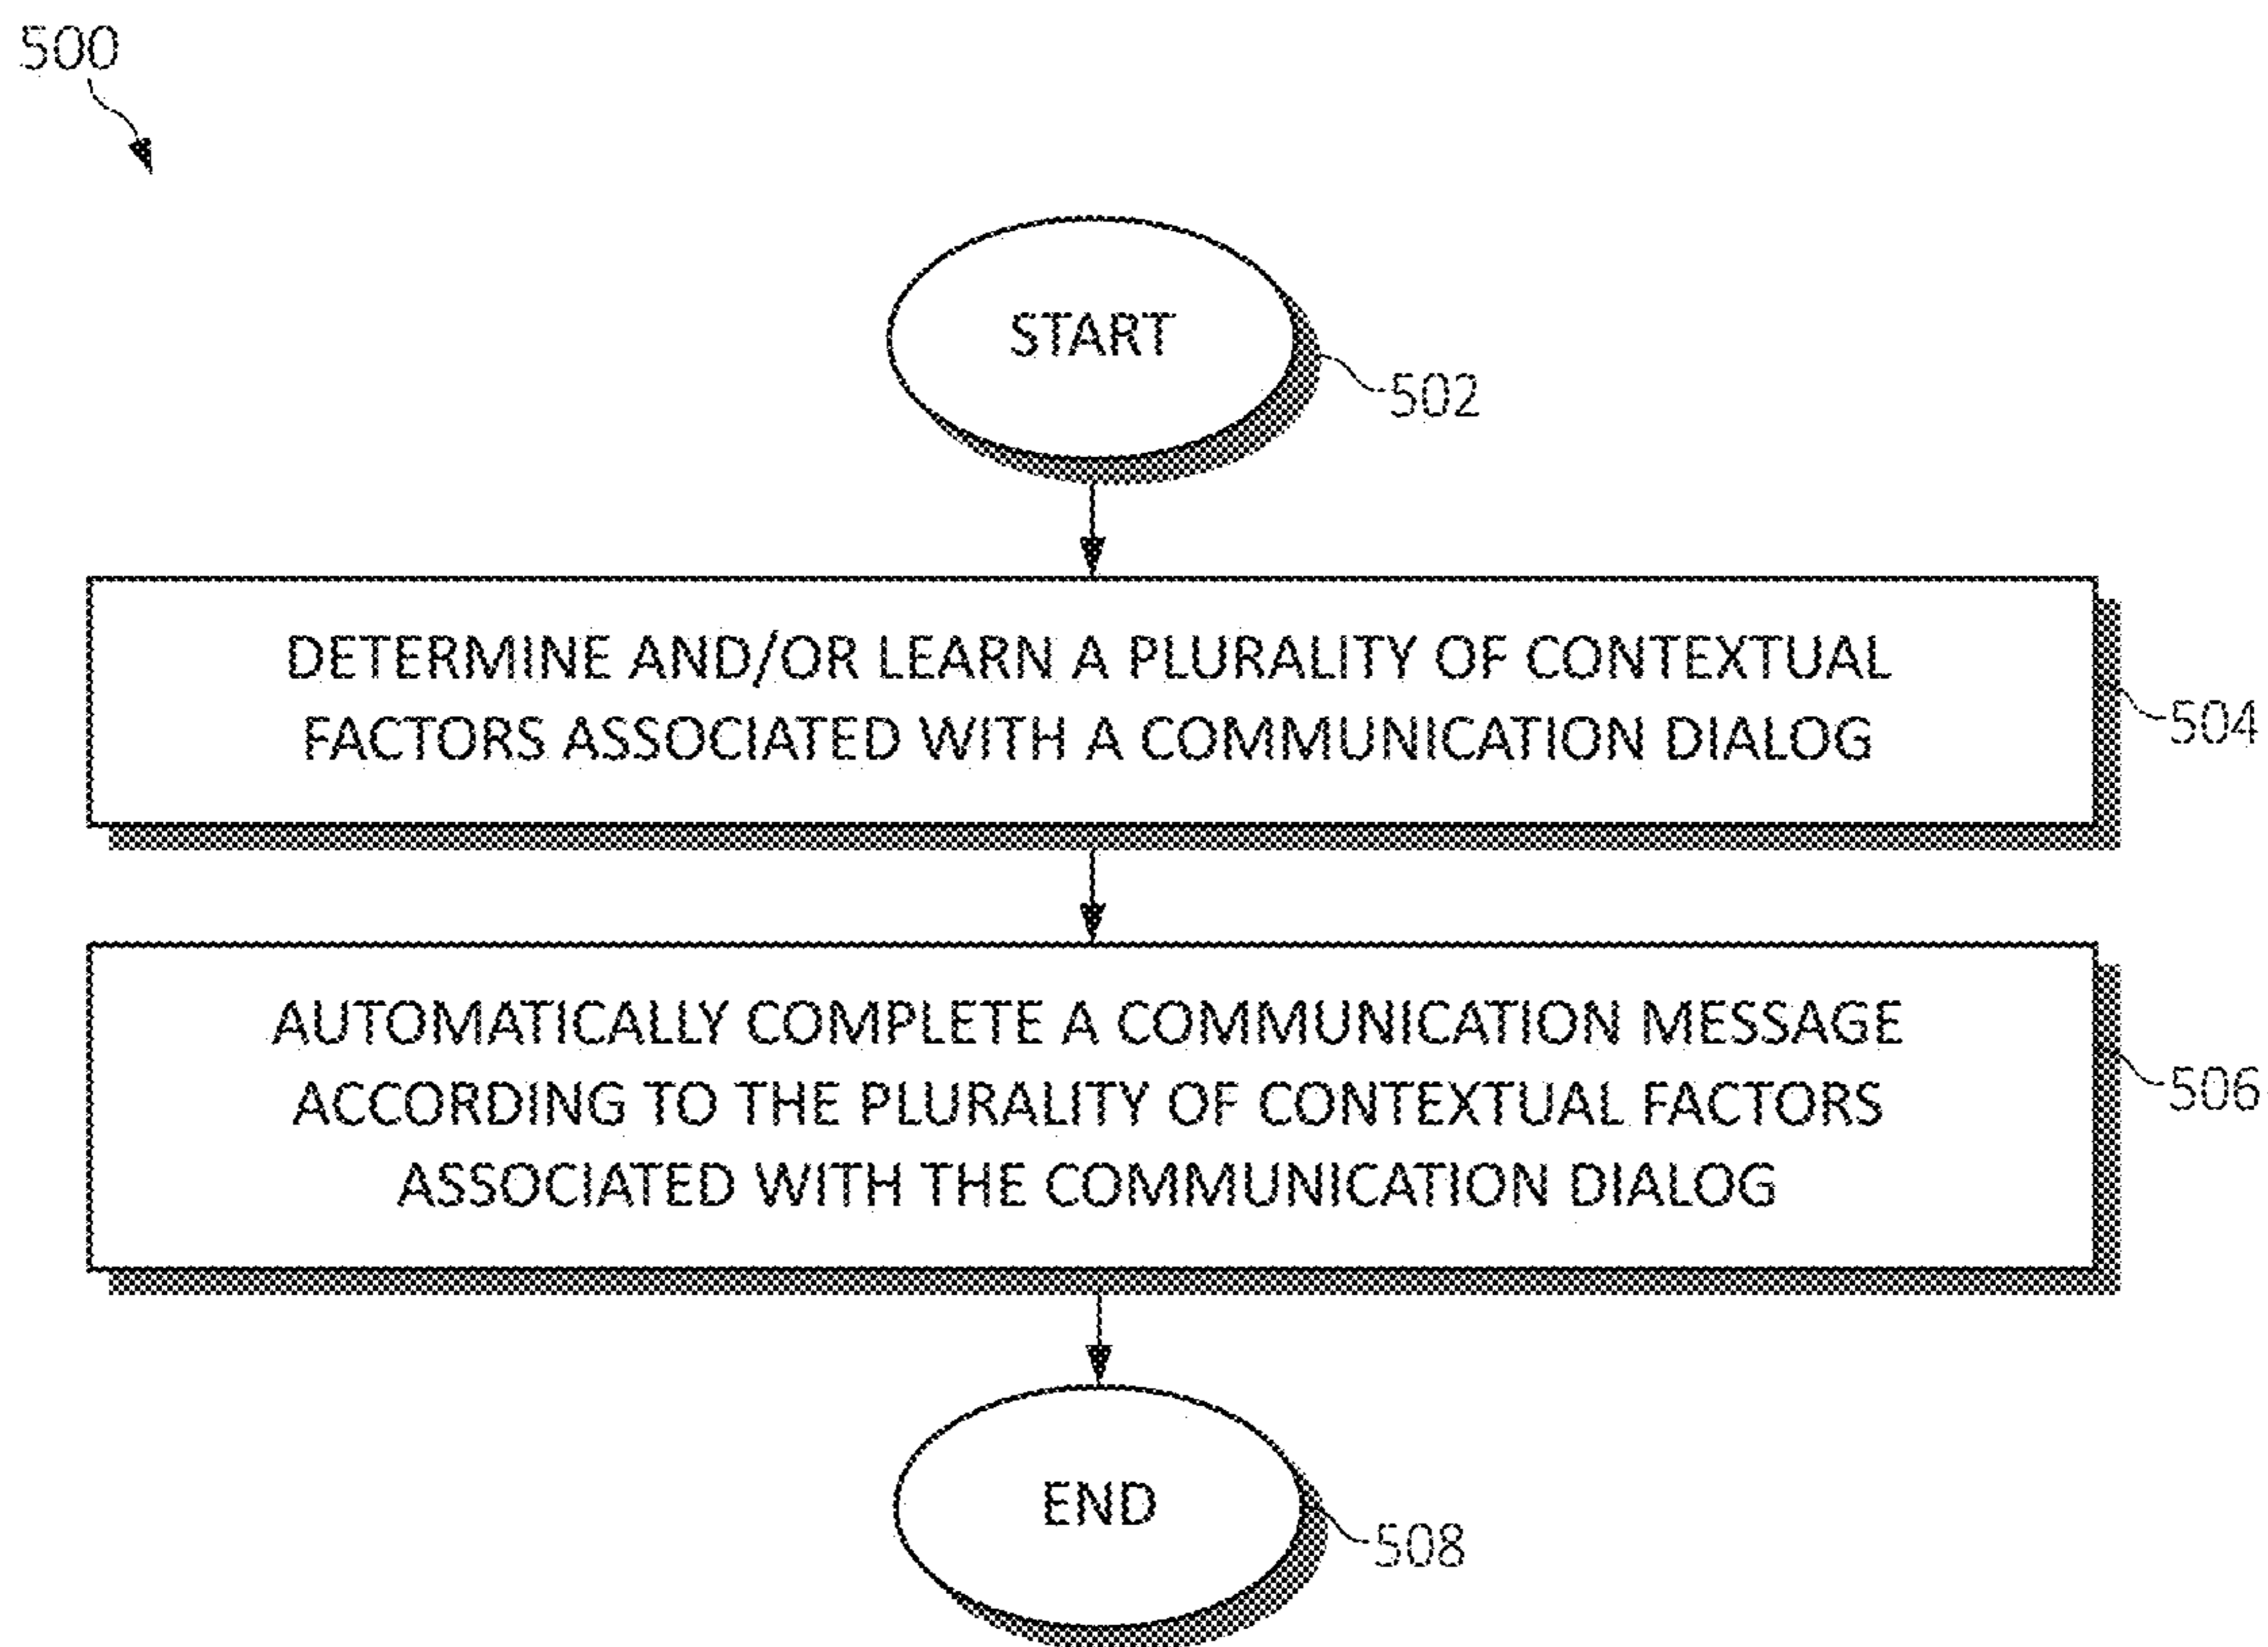 500
START
502
DETERMINE AND/OR LEARN A PLURALITY OF CONTEXTUAL
FACTORS ASSOCIATED WITH A COMMUNICATION DIALOG
504
AUTOMATICALLY COMPLETE A COMMUNICATION MESSAGE
ACCORDING TO THE PLURALITY OF CONTEXTUAL FACTORS
ASSOCIATED WITH THE COMMUNICATION DIALOG
506
END
508